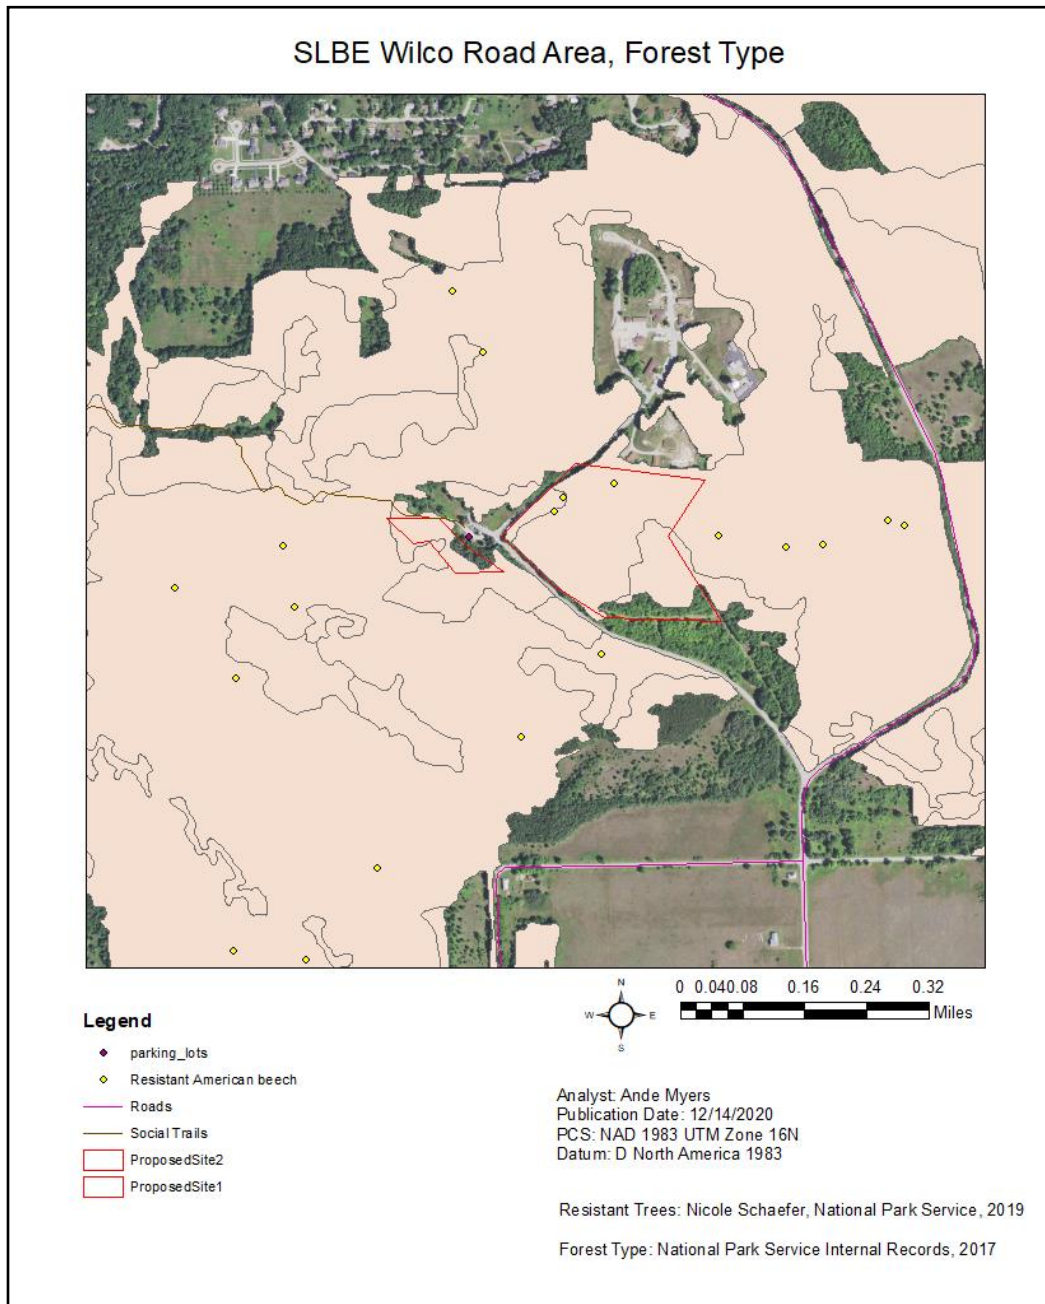 SLBE Wilco Road Area, Forest Type
N
W
E
S
0 0.040.08 0.16 0.24 0.32
Miles
Legend
parking_lots
Resistant American beech
Roads
Social Trails
ProposedSite2
ProposedSite1
Analyst: Ande Myers
Publication Date: 12/14/2020
PCS: NAD 1983 UTM Zone 16N
Datum: D North America 1983
Resistant Trees: Nicole Schaefer, National Park Service, 2019
Forest Type: National Park Service Internal Records, 2017